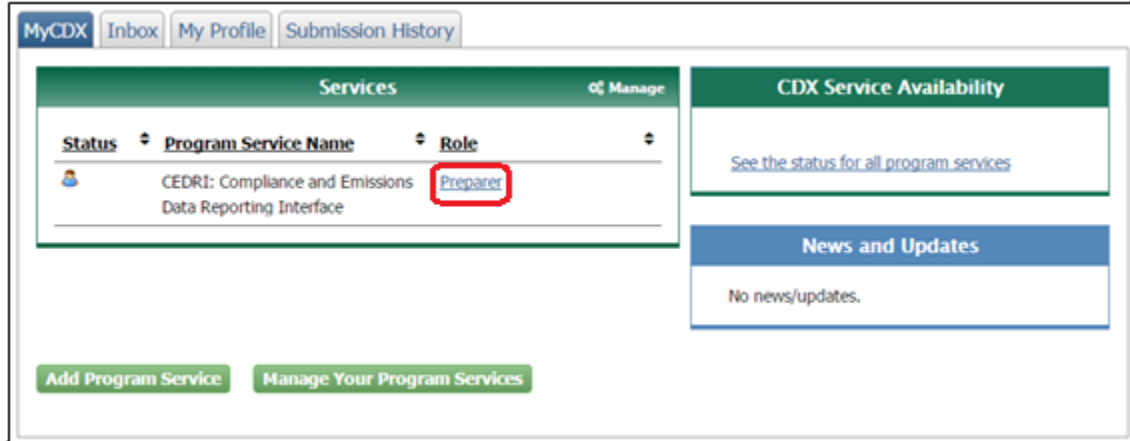 MyCDX Inbox My Profile Submission History
Services Manage
Status Program Service Name Role
CEDRI: Compliance and Emissions Preparer
Data Reporting Interface
CDX Service Availability
See the status for all program services
News and Updates
No news/updates.
Add Program Service Manage Your Program Services